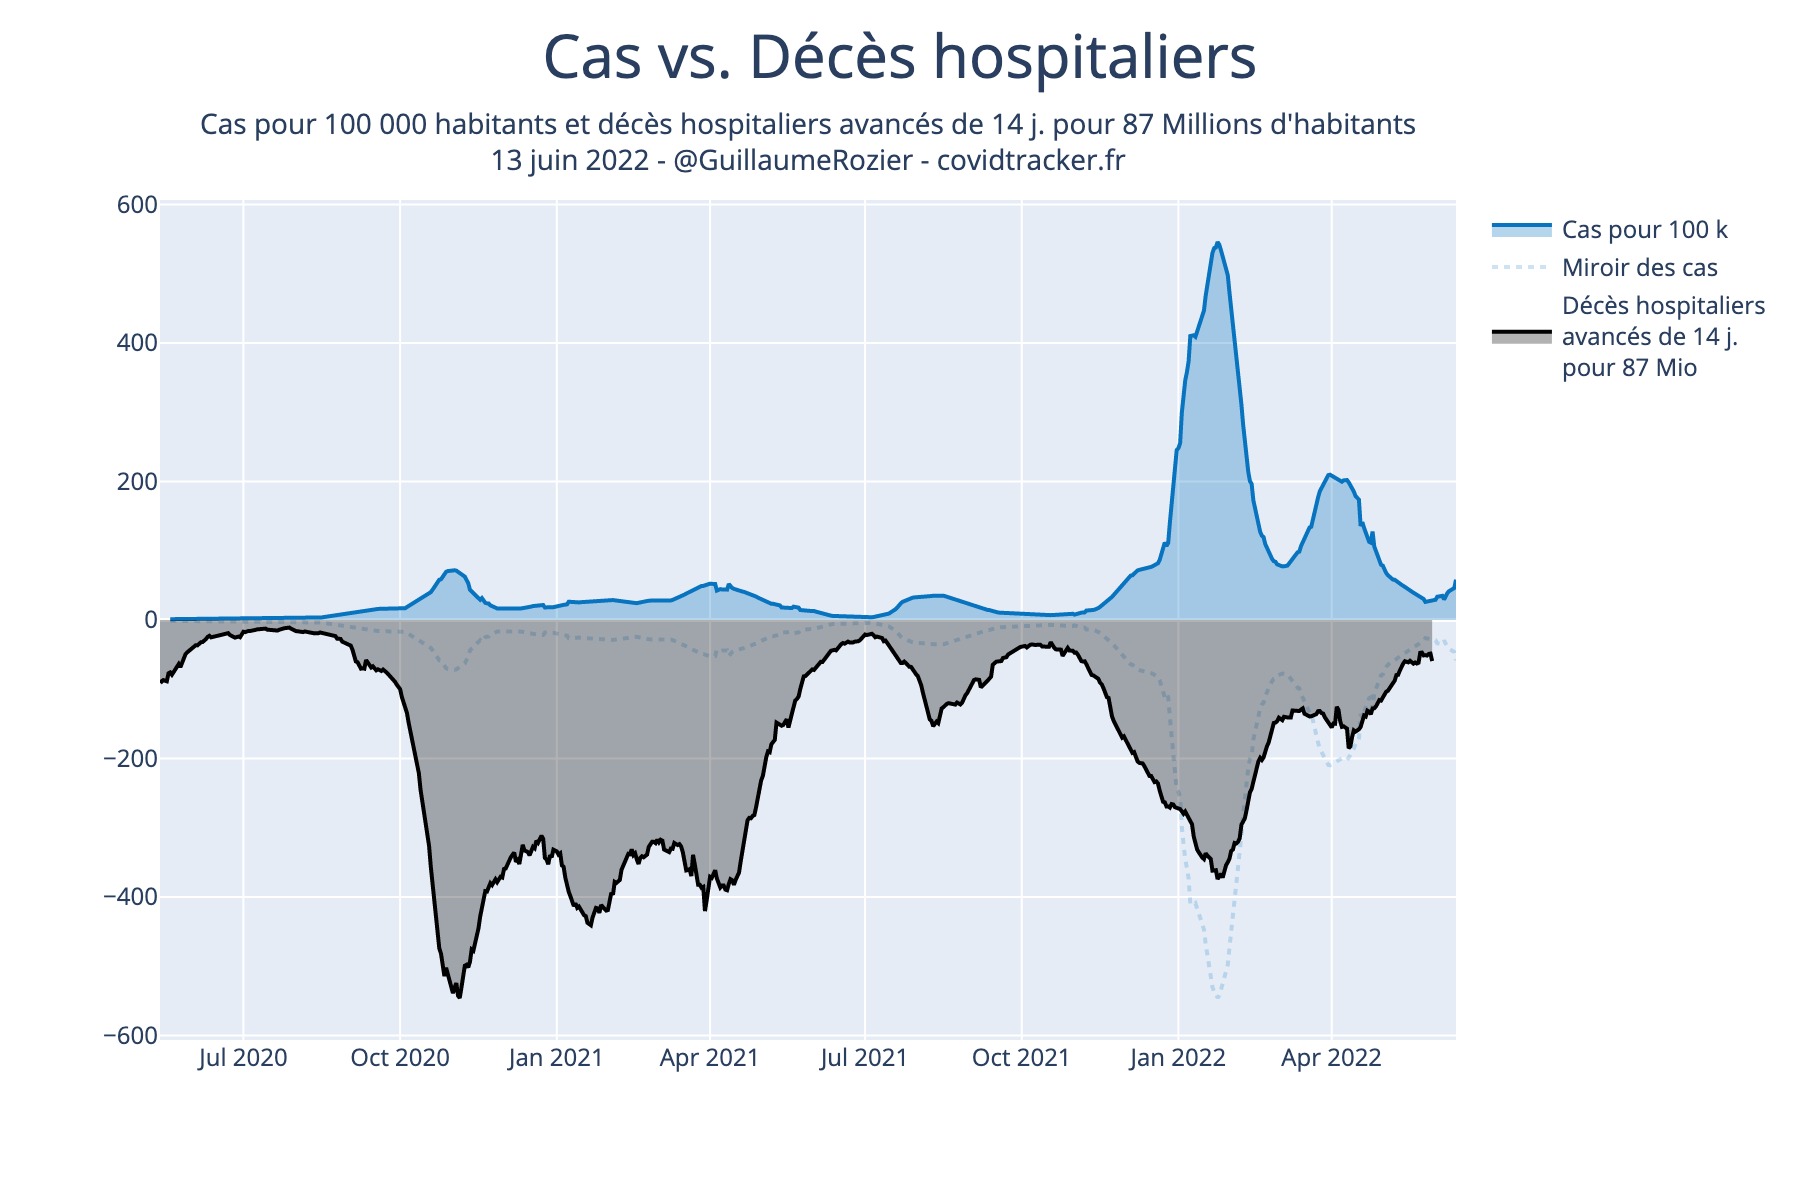 Cas vs. Décès hospitaliers
Cas pour 100 000 habitants et décès hospitaliers avancés de 14 j. pour 87 Millions d'habitants
13 juin 2022 - @GuillaumeRozier - covidtracker.fr
600
400
200
0
−200
−400
−600
Jul 2020
Oct 2020
Jan 2021
Apr 2021
Jul 2021
Oct 2021
Jan 2022
Apr 2022
Cas pour 100 k
Miroir des cas
Décès hospitaliers
avancés de 14 j.
pour 87 Mio